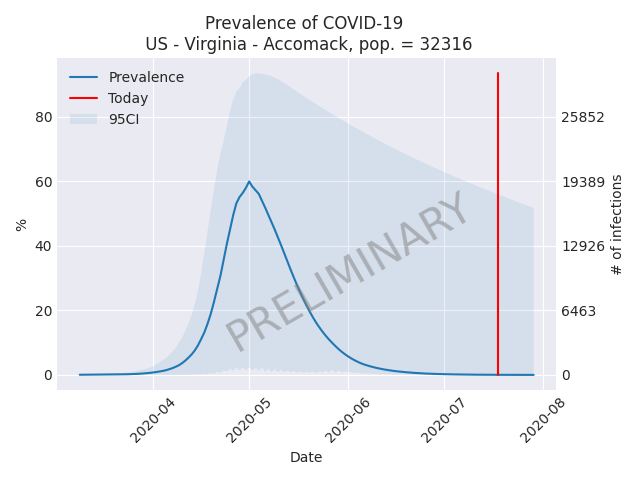 Prevalence of COVID-19
US - Virginia - Accomack, pop. = 32316
Prevalence
Today
95CI
80
60
40
20
0
%
25852
19389
12926
6463
0
# of infections
PRELIMINARY
2020-04
2020-05
2020-06
2020-07
2020-08
Date